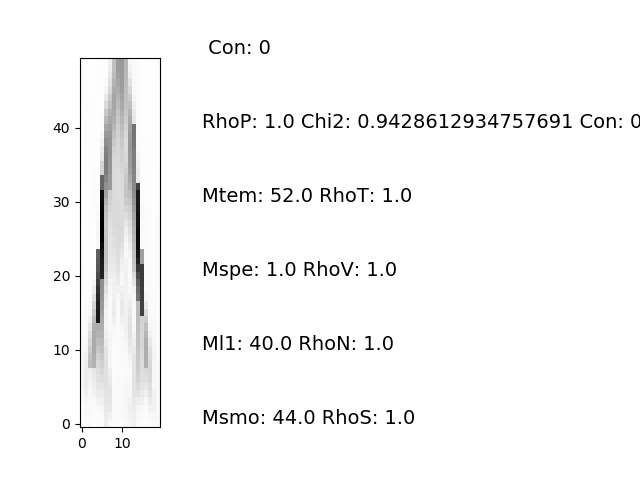 Con: 0
RhoP: 1.0 Chi2: 0.9428612934757691 Con: 0
Mtem: 52.0 RhoT: 1.0
Mspe: 1.0 RhoV: 1.0
Ml1: 40.0 RhoN: 1.0
Msmo: 44.0 RhoS: 1.0
40
30
20
10
0
0 10